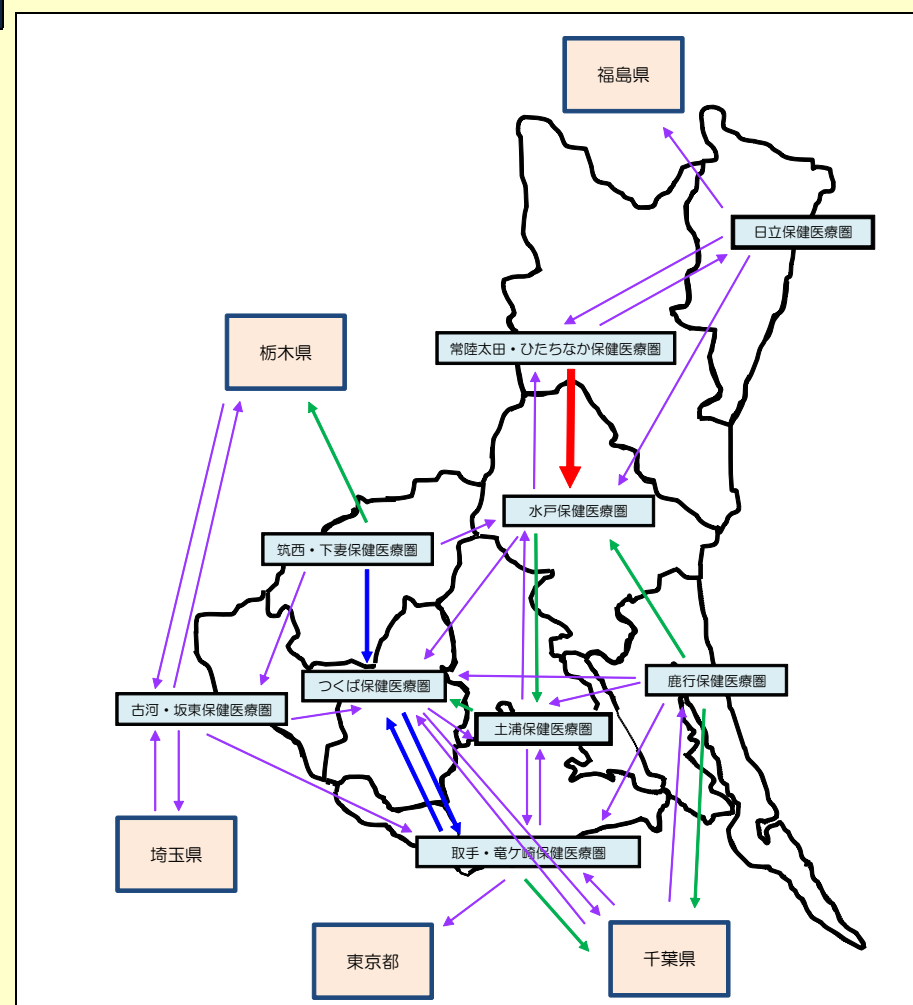 福島県
日立保健医療圏
常陸太田・ひたちなか保健医療圏
栃木県
水戸保健医療圏
筑西・下妻保健医療圏
つくば保健医療圏
鹿行保健医療圏
古河・坂東保健医療圏
土浦保健医療圏
埼玉県
取手・竜ケ崎保健医療圏
東京都
千葉県